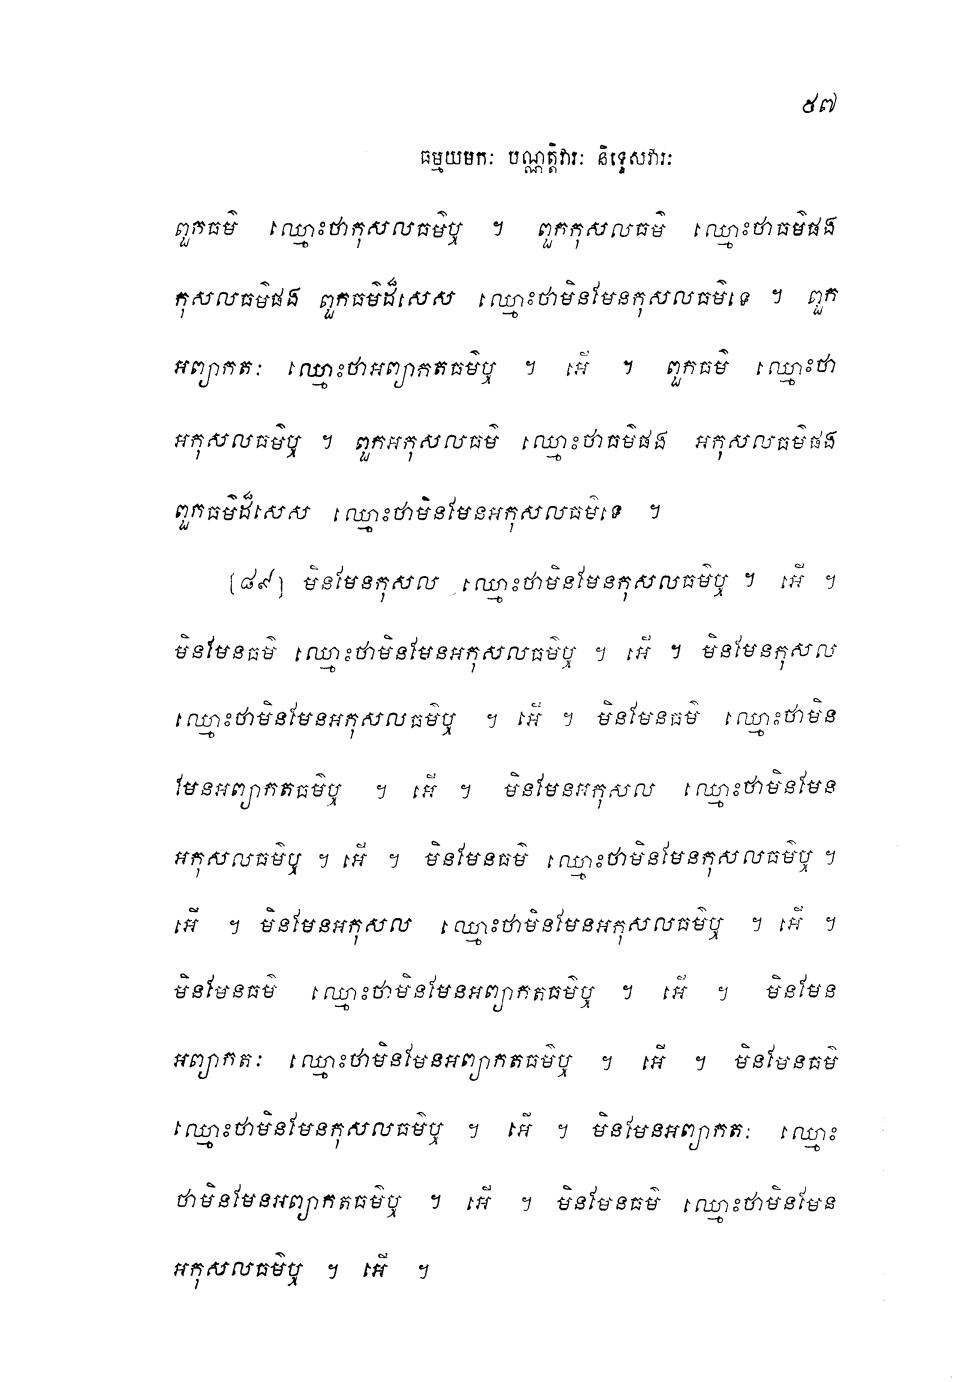 ៥៧
ធម្មយមកៈ បណ្ណត្តិវារៈ និទ្ទេសវារៈ
ពួកធម៌ ឈ្មោះថាកុសលធម៌ឬ ។ ពួកកុសលធម៌ ឈ្មោះថាធម៌ផង
កុសលធម៌ផង ពួកធម៌ដ៏សេស ឈ្មោះថាមិនមែនកុសលធម៌ទេ ។ ពួក
អព្យាកតៈ ឈ្មោះថាអព្យាកតធម៌ឬ ។ អើ ។ ពួកធម៌ ឈ្មោះថា
អកុសលធម៌ឬ ។ ពួកអកុសលធម៌ ឈ្មោះថាធម៌ផង អកុសលធម៌ផង
ពួកធម៌ដ៏សេស ឈ្មោះថាមិនមែនអកុសលធម៌ទេ ។
[៨៩] មិនមែនកុសល ឈ្មោះថាមិនមែនកុសលធម៌ឬ ។ អើ ។
មិនមែនធម៌ ឈ្មោះថាមិនមែនអកុសលធម៌ឬ ។ អើ ។ មិនមែនកុសល
ឈ្មោះថាមិនមែនអកុសលធម៌ឬ ។ អើ ។ មិនមែនធម៌ ឈ្មោះថាមិន
មែនអព្យាកតធម៌ឬ ។ អើ ។ មិនមែនអកុសល ឈ្មោះថាមិនមែន
អកុសលធម៌ឬ ។ អើ ។ មិនមែនធម៌ ឈ្មោះថាមិនមែនកុសលធម៌ឬ ។
អើ ។ មិនមែនអកុសល ឈ្មោះថាមិនមែនអកុសលធម៌ឬ ។ អើ ។
មិនមែនធម៌ ឈ្មោះថាមិនមែនអព្យាកតធម៌ឬ ។ អើ ។ មិនមែន
អព្យាកតៈ ឈ្មោះថាមិនមែនអព្យាកតធម៌ឬ ។ អើ ។ មិនមែនធម៌
ឈ្មោះថាមិនមែនកុសលធម៌ឬ ។ អើ ។ មិនមែនអព្យាកតៈ ឈ្មោះ
ថាមិនមែនអព្យាកតធម៌ឬ ។ អើ ។ មិនមែនធម៌ ឈ្មោះថាមិនមែន
អកុសលធម៌ឬ ។ អើ ។